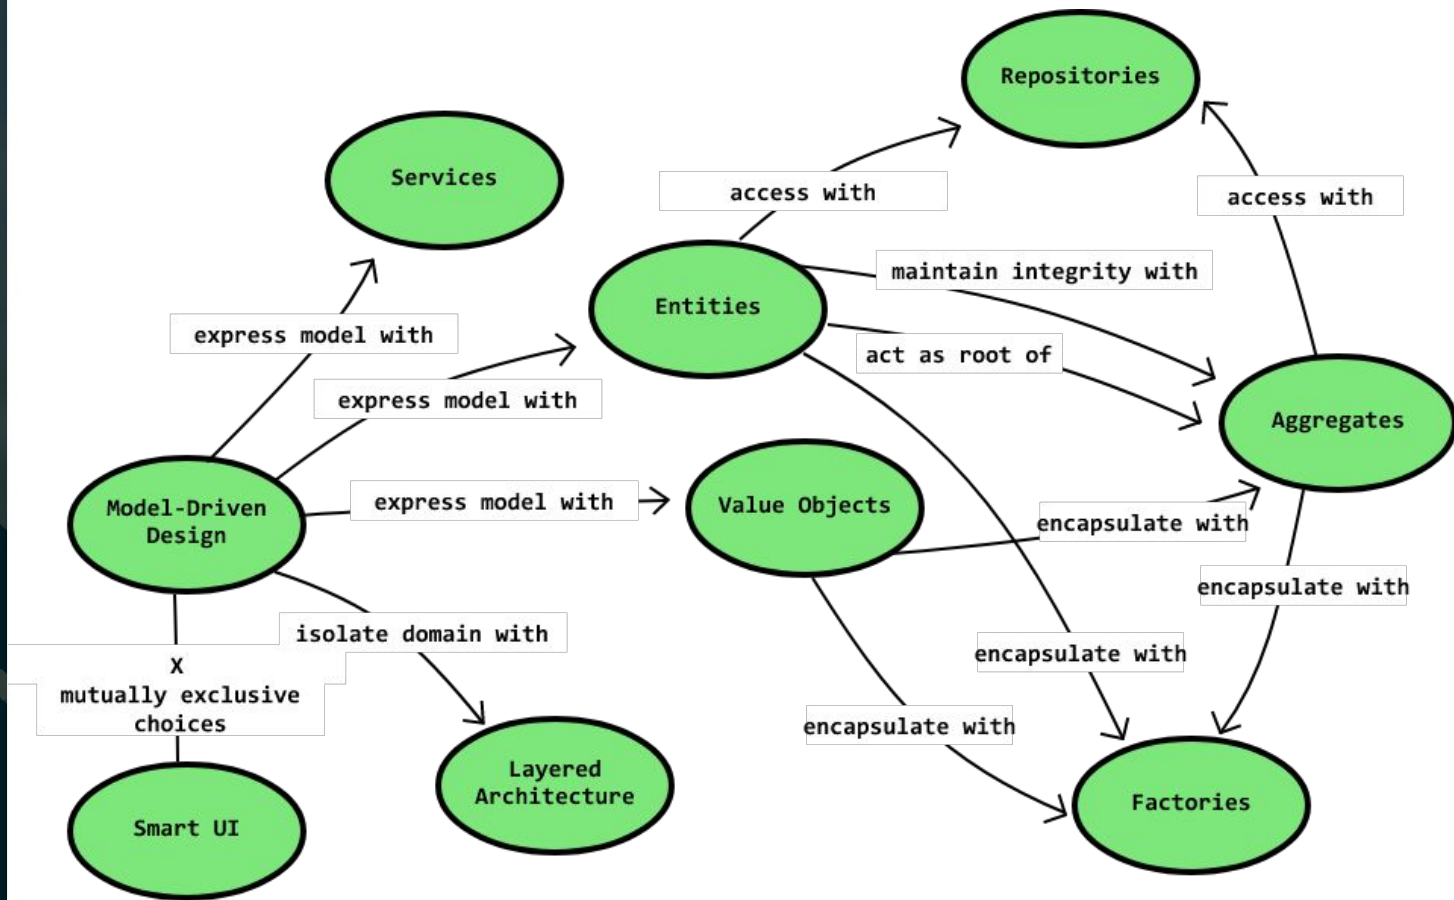 Repositories
Services
access with
access with
maintain integrity with
Entities
express model with
act as root of
express model with
Aggregates
Model-Driven
Design
express model with
Value Objects
encapsulate with
encapsulate with
isolate domain with
encapsulate with
X
mutually exclusive
choices
encapsulate with
Layered
Architecture
Factories
Smart UI